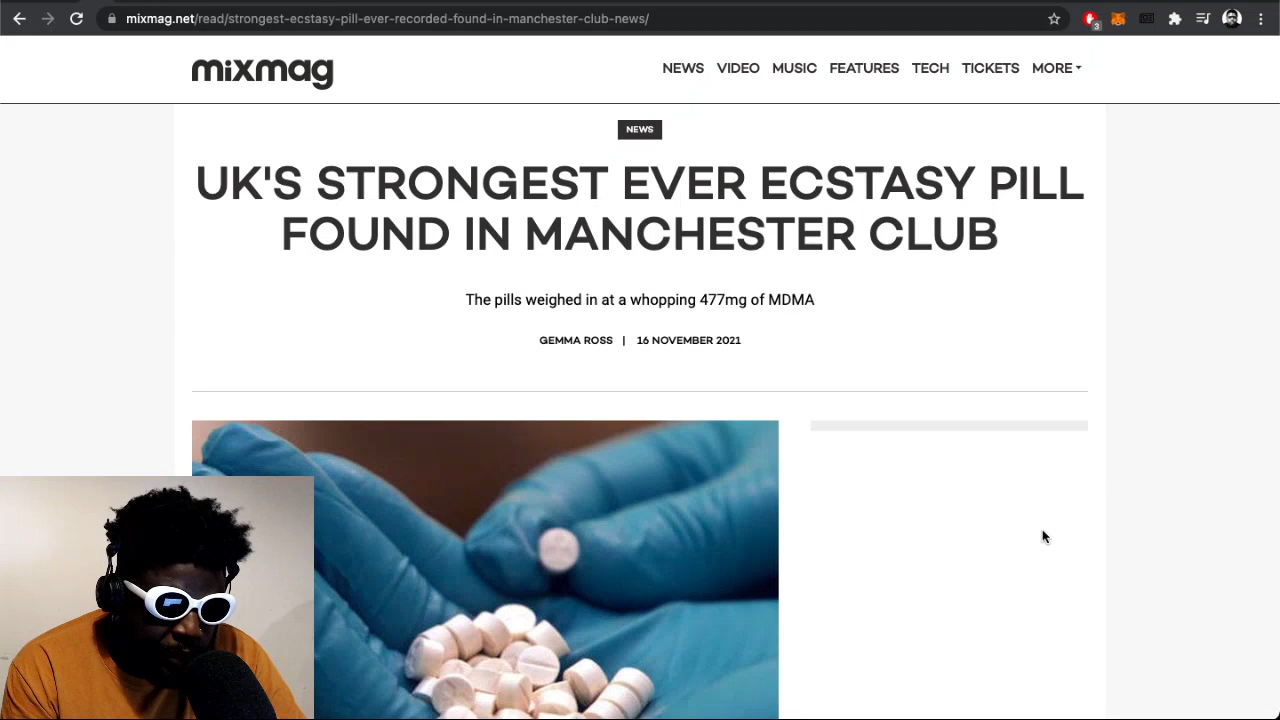 mixmag.net/read/strongest-ecstasy-pill-ever-recorded-found-in-manchester-club-news/
3
mixmag
NEWS VIDEO MUSIC FEATURES TECH TICKETS MORE
NEWS
UK'S STRONGEST EVER ECSTASY PILL
FOUND IN MANCHESTER CLUB
The pills weighed in at a whopping 477mg of MDMA
GEMMA ROSS | 16 NOVEMBER 2021